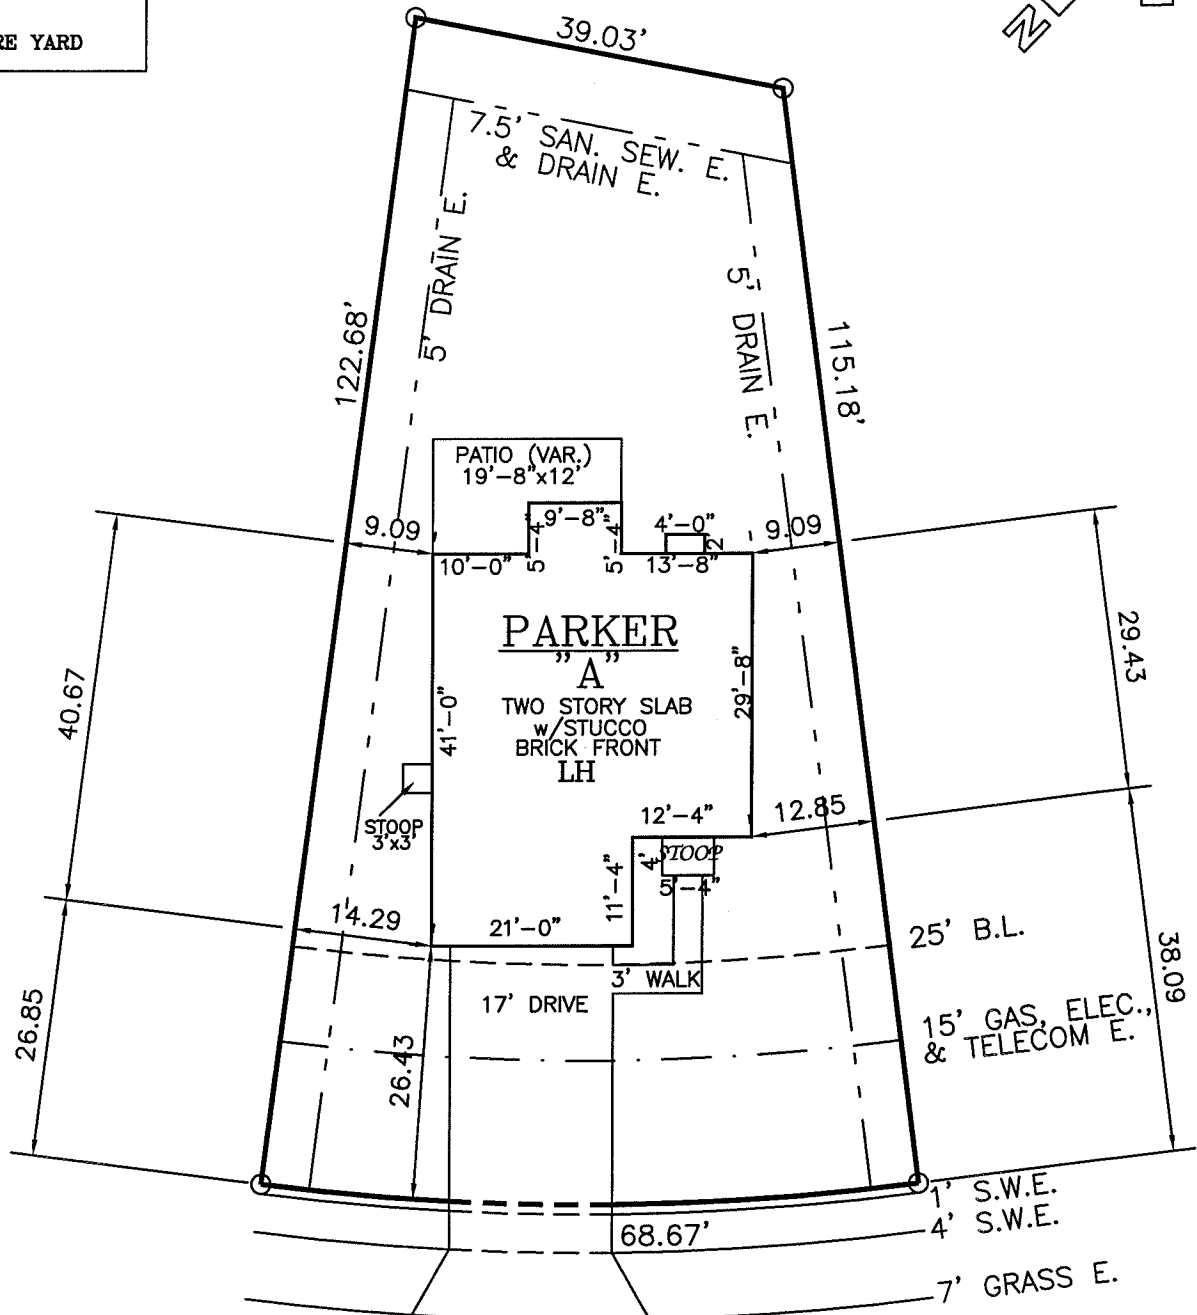 RE YARD
39.03'
7.5' SAN. SEW. E.
& DRAIN E.
5' DRAIN E.
5' DRAIN E.
122.68'
115.18'
PATIO (VAR.)
19'-8"x12'
9.09
9'-8"
5'-4"
5'-4"
4'-0"
2'
9.09
10'-0"
13'-8"
PARKER
"A"
TWO STORY SLAB
w/STUCCO
BRICK FRONT
LH
41'-0"
29'-8"
40.67
29.43
STOOP
3'x3'
12'-4"
12.85
4'
STOOP
5'-4"
11'-4"
14.29
21'-0"
25' B.L.
3' WALK
17' DRIVE
26.85
26.43
38.09
15' GAS, ELEC.,
& TELECOM E.
1' S.W.E.
4' S.W.E.
68.67'
7' GRASS E.